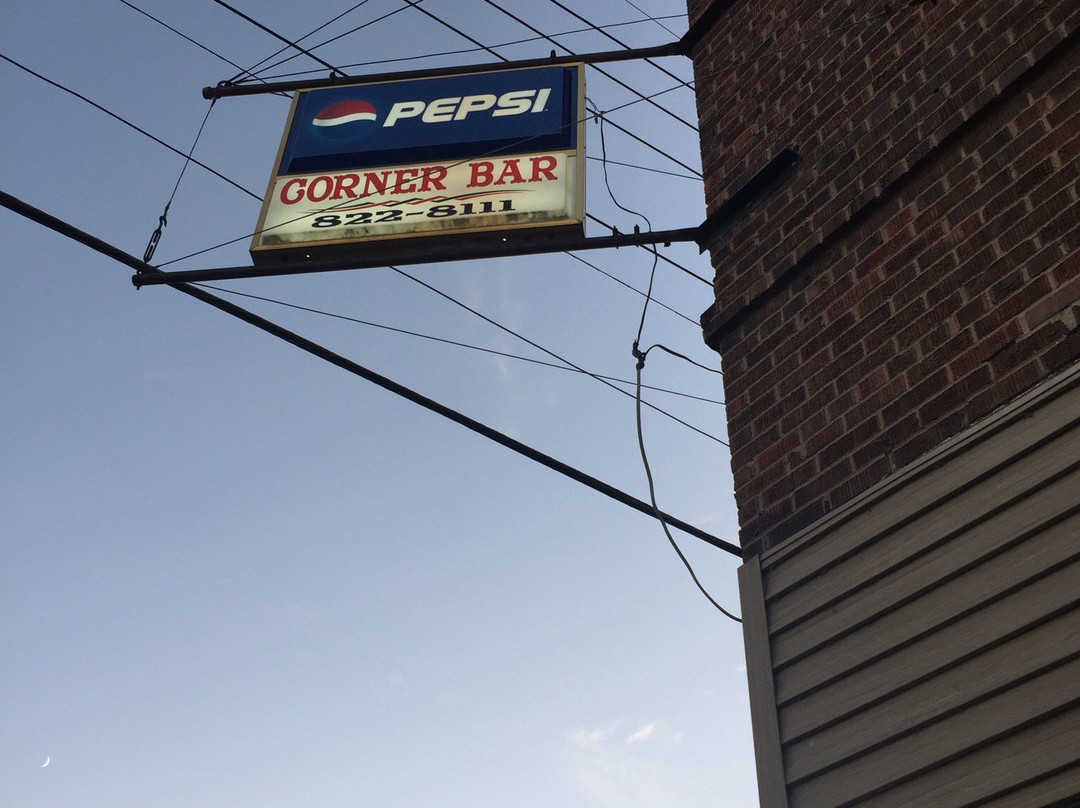 PEPSI
CORNER BAR
822-8111